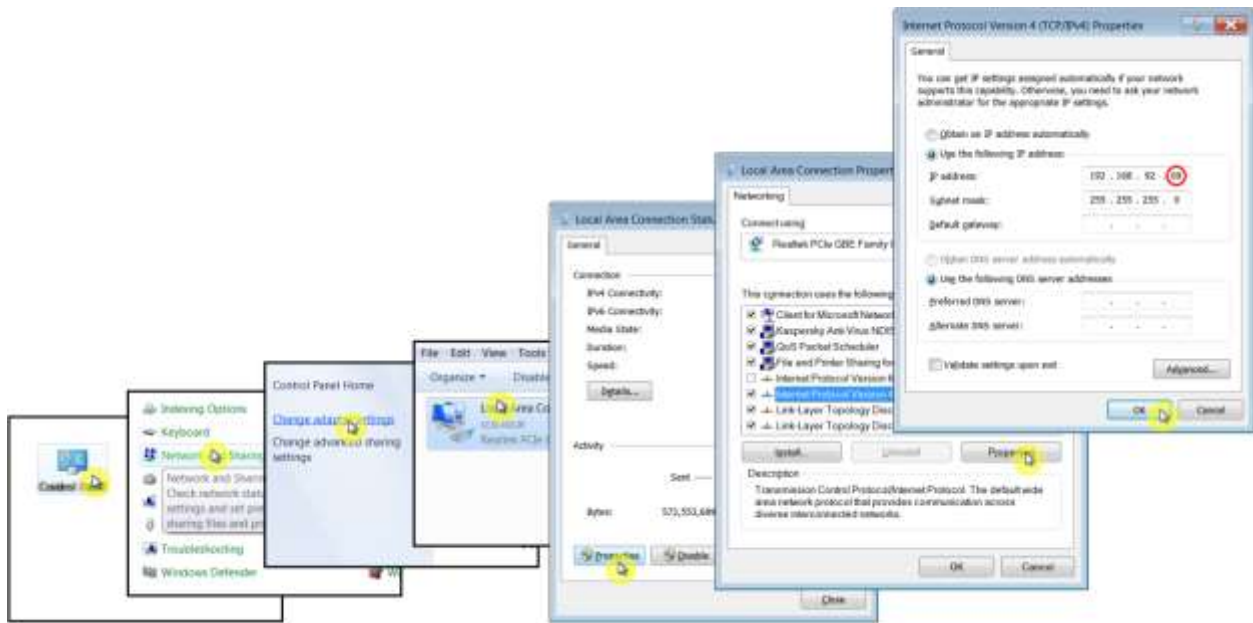 Control
Indexing Options
Keyboard
Network Sharing
Network and Sharing
Check network status
settings and set
sharing files and
Troubleshooting
Windows Defender
Control Panel Home
Change adapter settings
Change advanced sharing
settings
File Edit View Tools
Organize Disable
Local Area Co
Realtek PCIe
Local Area Connection Stat
General
Connection
IPv4 Connectivity:
IPv6 Connectivity:
Media State:
Duration:
Speed:
Details...
Activity
Sent
Bytes:
Properties Disable
Close
Local Area Connection Propert
Networking
Connect using:
Realtek PCIe GBE Family
This connection uses the following
Client for Microsoft Networ
Kaspersky Anti-Virus NDIS
QoS Packet Scheduler
File and Printer Sharing for
Internet Protocol Version
Internet Protocol Version
Link-Layer Topology Disc
Link-Layer Topology Disc
Install... Uninstall Properties
Description
Transmission Control Protocol/Internet Protocol. The default wide
area network protocol that provides communication across
diverse interconnected networks.
OK Cancel
Internet Protocol Version 4 (TCP/IPv4) Properties
General
You can get IP settings assigned automatically if your network
supports this capability. Otherwise, you need to ask your network
administrator for the appropriate IP settings.
Obtain an IP address automatically
Use the following IP address:
IP address: 192 . 168 . 92 .
Subnet mask: 255 . 255 . 255 . 0
Default gateway:
Obtain DNS server address automatically
Use the following DNS server addresses:
Preferred DNS server:
Alternate DNS server:
Validate settings upon exit
Advanced...
OK Cancel